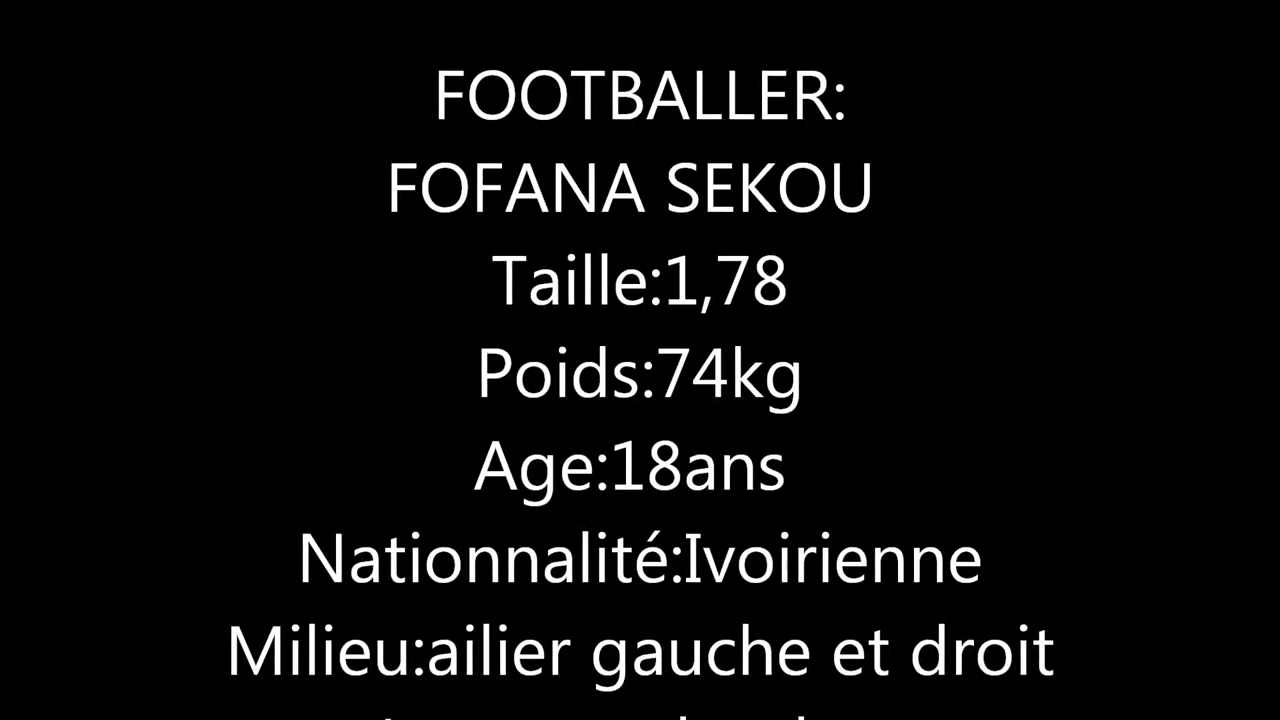 FOOTBALLER:
FOFANA SEKOU
Taille:1,78
Poids:74kg
Age:18ans
Nationnalité:Ivoirienne
Milieu:ailier gauche et droit